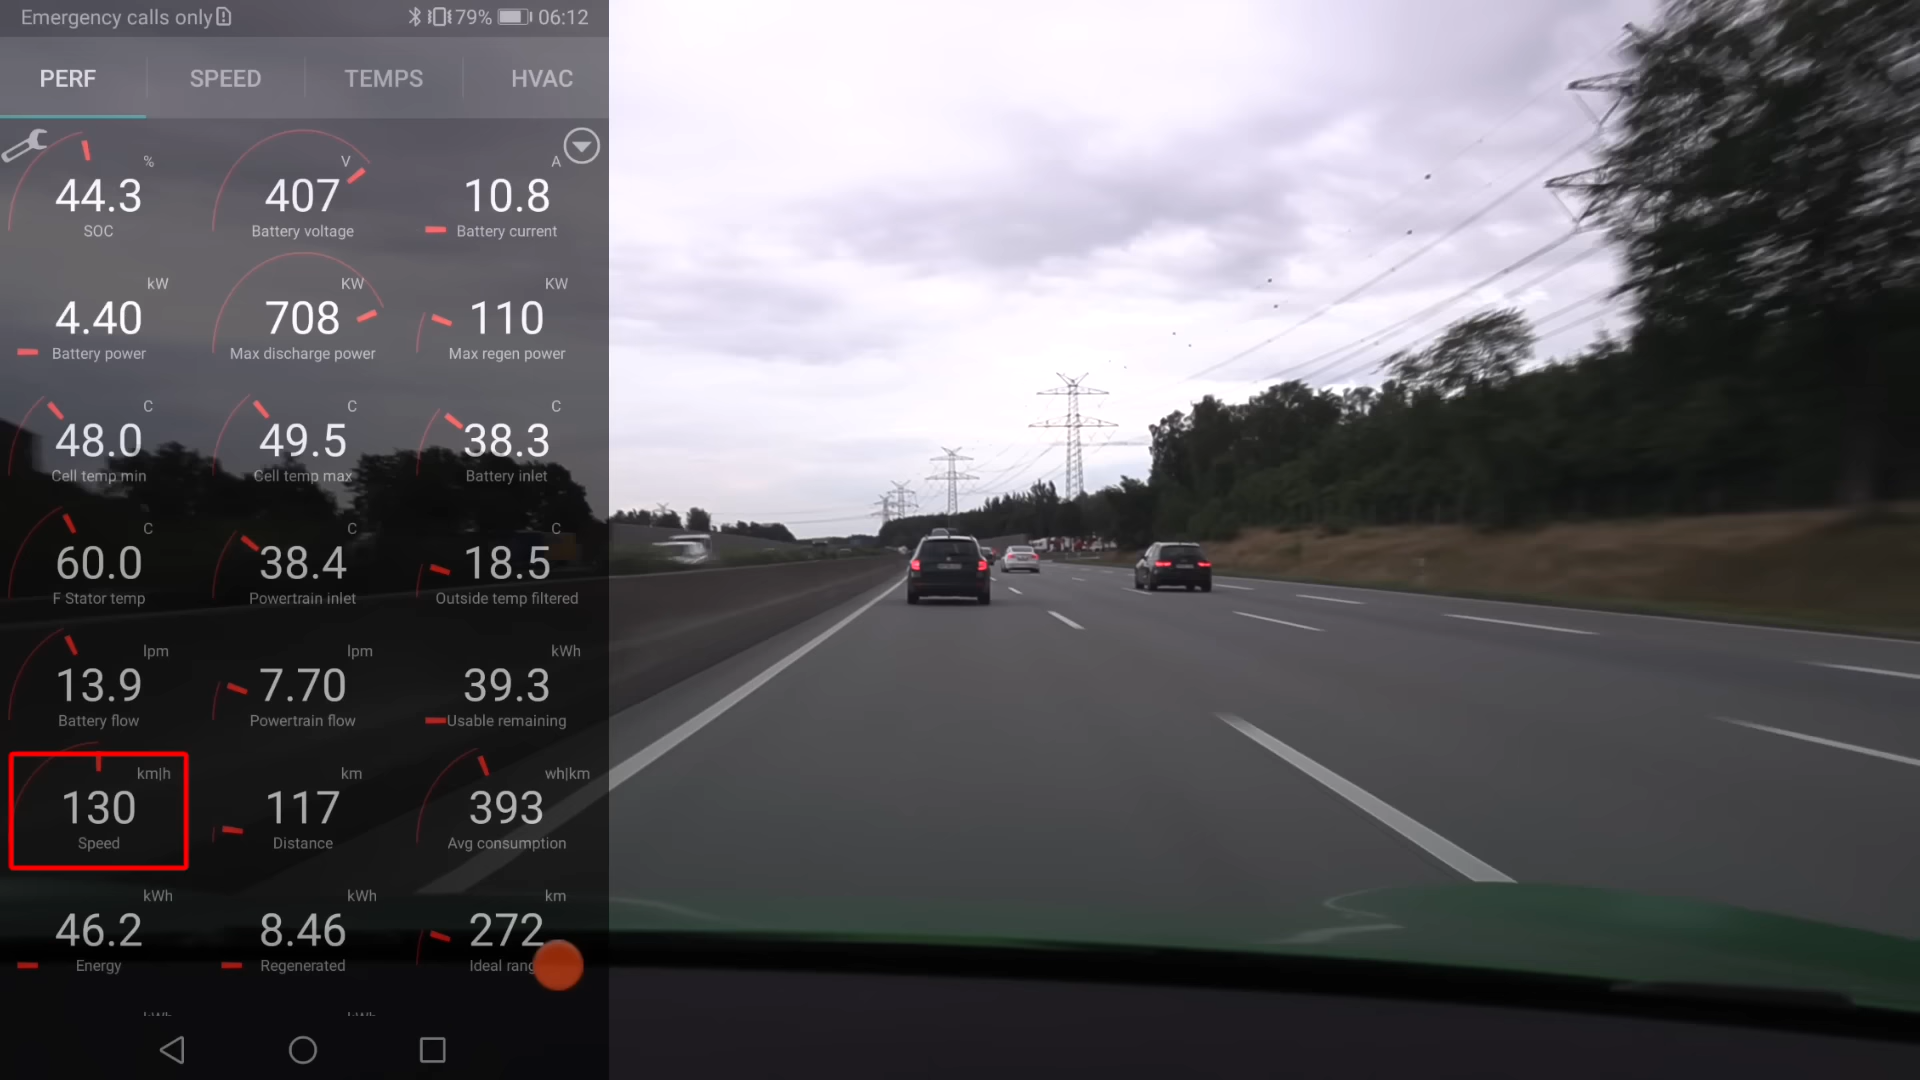 Emergency calls only 79% 06:12
PERF SPEED TEMPS HVAC
% V A
44.3 407 10.8
SOC Battery voltage Battery current
kW KW KW
4.40 708 110
Battery power Max discharge power Max regen power
C C C
48.0 49.5 38.3
Cell temp min Cell temp max Battery inlet
C C C
60.0 38.4 18.5
F Stator temp Powertrain inlet Outside temp filtered
lpm lpm kWh
13.9 7.70 39.3
Battery flow Powertrain flow Usable remaining
km|h km wh|km
130 117 393
Speed Distance Avg consumption
kWh kWh km
46.2 8.46 272
Energy Regenerated Ideal rang